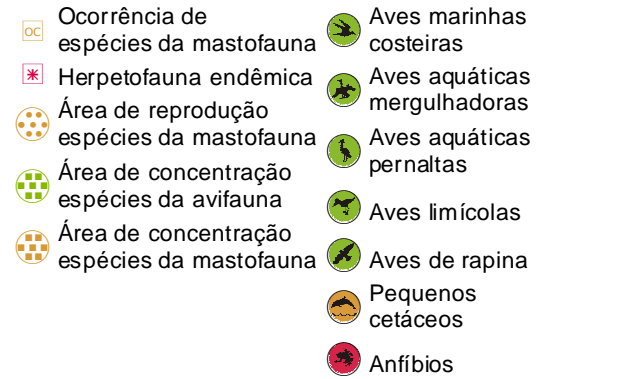 OC
Ocorrência de
espécies da mastofauna
Herpetofauna endêmica
Área de reprodução
espécies da mastofauna
Área de concentração
espécies da avifauna
Área de concentração
espécies da mastofauna
Aves marinhas
costeiras
Aves aquáticas
mergulhadoras
Aves aquáticas
pernaltas
Aves limícolas
Aves de rapina
Pequenos
cetáceos
Anfíbios